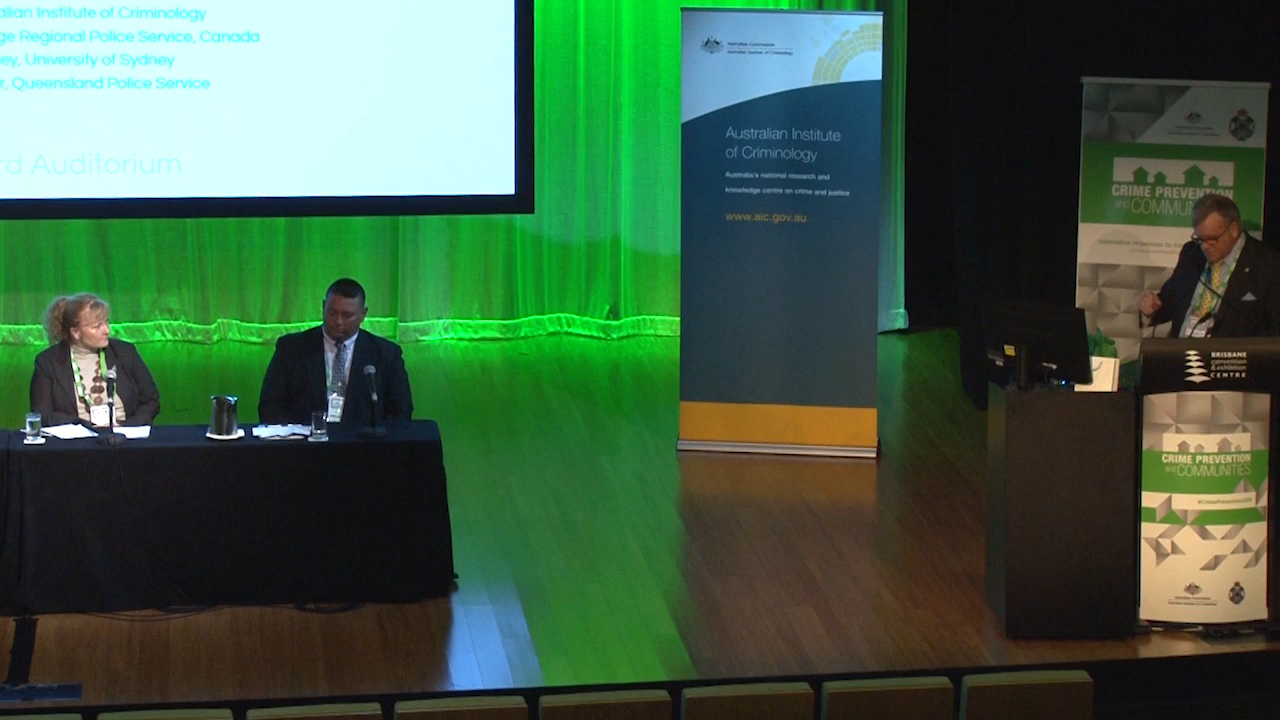 alian Institute of Criminology
ge Regional Police Service, Canada
ey, University of Sydney
r, Queensland Police Service
rd Auditorium
Australian Institute
of Criminology
Australia's national research and
knowledge centre on crime and justice
www.aic.gov.au
CRIME PREVENTION
and COMMUNI
BRISBANE
convention
& exhibition
CENTRE
CRIME PREVENTION
and COMMUNITIES